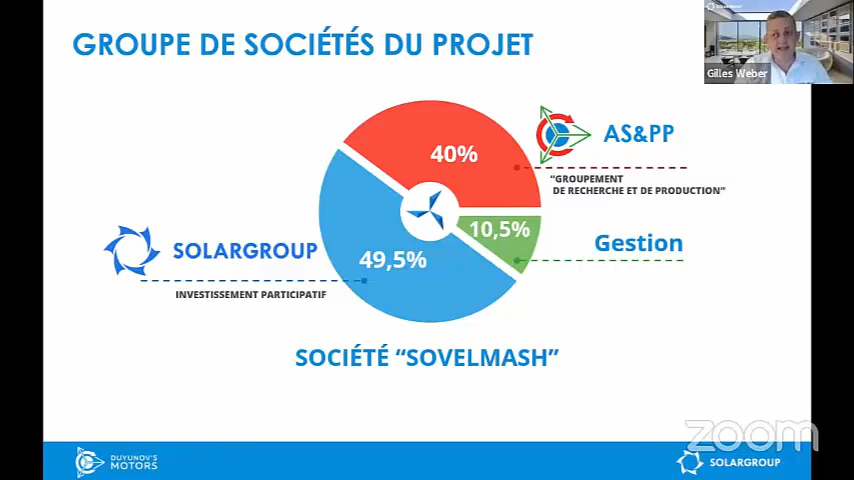 GROUPE DE SOCIÉTÉS DU PROJET
SOLARGROUP
Gilles Weber
40%
AS&PP
"GROUPEMENT
DE RECHERCHE ET DE PRODUCTION"
10,5%
Gestion
49,5%
SOLARGROUP
INVESTISSEMENT PARTICIPATIF
SOCIÉTÉ "SOVELMASH"
zoom
DUYUNOV'S
MOTORS
SOLARGROUP